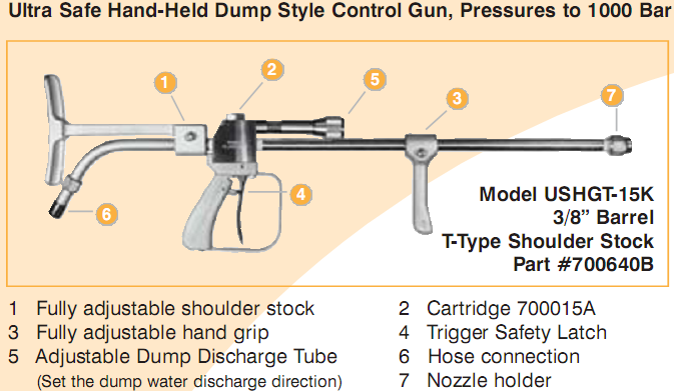 Ultra Safe Hand-Held Dump Style Control Gun, Pressures to 1000 Bar
1
2
5
3
7
4
6
Model USHGT-15K
3/8” Barrel
T-Type Shoulder Stock
Part #700640B
1 Fully adjustable shoulder stock
2 Cartridge 700015A
3 Fully adjustable hand grip
4 Trigger Safety Latch
5 Adjustable Dump Discharge Tube
6 Hose connection
(Set the dump water discharge direction)
7 Nozzle holder